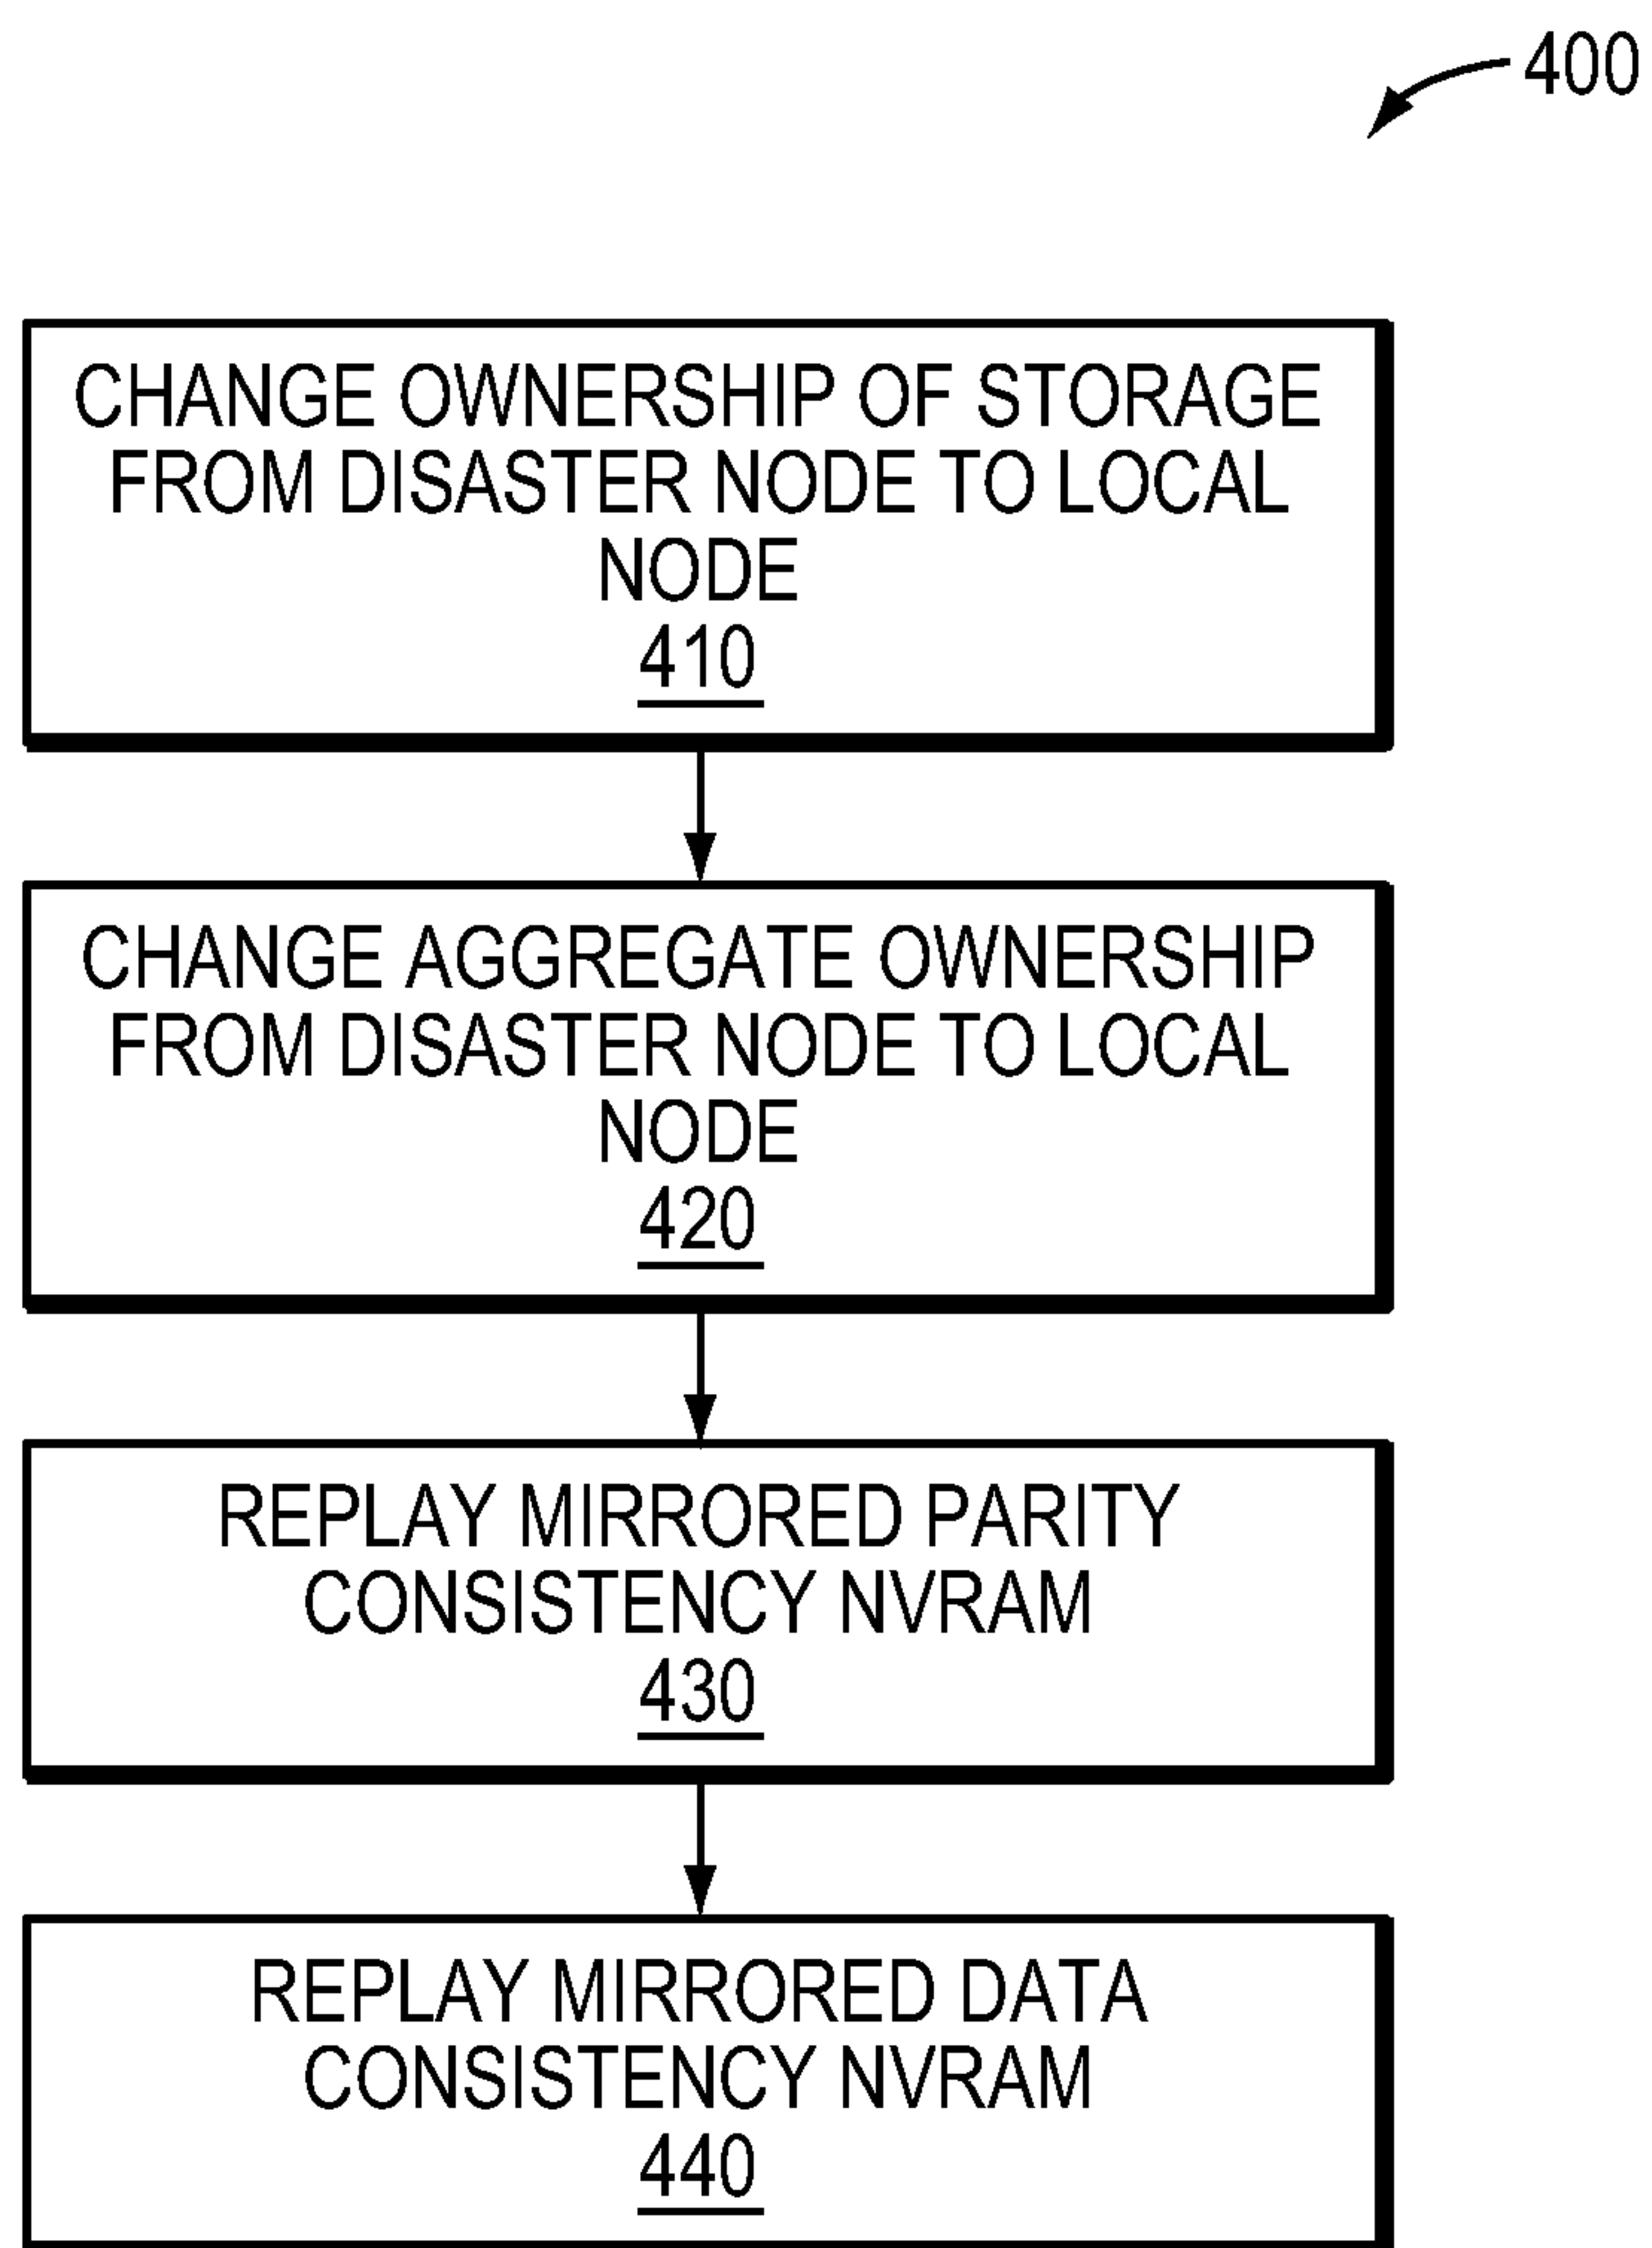 400
CHANGE OWNERSHIP OF STORAGE
FROM DISASTER NODE TO LOCAL
NODE
410
CHANGE AGGREGATE OWNERSHIP
FROM DISASTER NODE TO LOCAL
NODE
420
REPLAY MIRRORED PARITY
CONSISTENCY NVRAM
430
REPLAY MIRRORED DATA
CONSISTENCY NVRAM
440